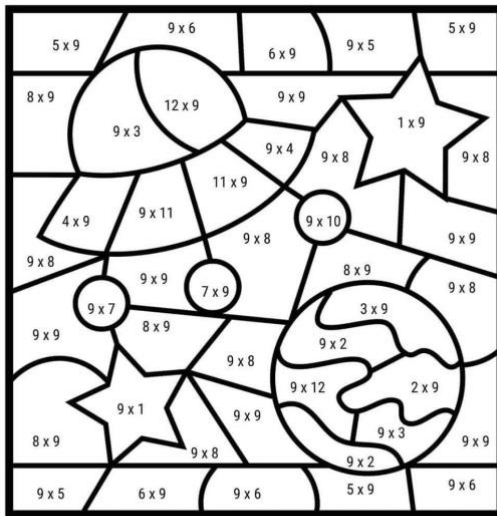 5 x 9
9 x 6
6 x 9
9 x 5
5 x 9
8 x 9
12 x 9
9 x 9
9 x 3
1 x 9
9 x 4
9 x 8
9 x 8
11 x 9
4 x 9
9 x 11
9 x 10
9 x 8
9 x 9
9 x 8
9 x 9
8 x 9
7 x 9
9 x 8
9 x 7
3 x 9
8 x 9
9 x 9
9 x 2
9 x 8
9 x 12
2 x 9
9 x 1
9 x 9
9 x 3
8 x 9
9 x 8
9 x 9
9 x 2
9 x 5
6 x 9
9 x 6
5 x 9
9 x 6